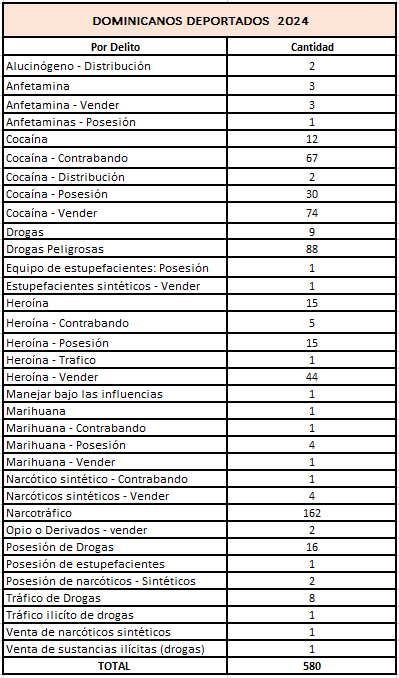 DOMINICANOS DEPORTADOS 2024
Por Delito Cantidad
Alucinógeno - Distribución 2
Anfetamina 3
Anfetamina - Vender 3
Anfetaminas - Posesión 1
Cocaína 12
Cocaína - Contrabando 67
Cocaína - Distribución 2
Cocaína - Posesión 30
Cocaína - Vender 74
Drogas 9
Drogas Peligrosas 88
Equipo de estupefacientes: Posesión 1
Estupefacientes sintéticos - Vender 1
Heroína 15
Heroína - Contrabando 5
Heroína - Posesión 15
Heroína - Trafico 1
Heroína - Vender 44
Manejar bajo las influencias 1
Marihuana 1
Marihuana - Contrabando 1
Marihuana - Posesión 4
Marihuana - Vender 1
Narcótico sintético - Contrabando 1
Narcóticos sintéticos - Vender 4
Narcotráfico 162
Opio o Derivados - vender 2
Posesión de Drogas 16
Posesión de estupefacientes 1
Posesión de narcóticos - Sintéticos 2
Tráfico de Drogas 8
Tráfico ilicíto de drogas 1
Venta de narcóticos sintéticos 1
Venta de sustancias ilícitas (drogas) 1
TOTAL 580